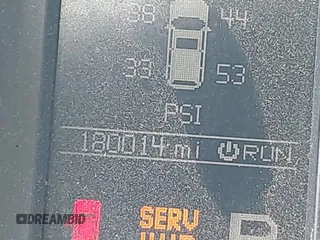 38 44
33 53
PSI
180014 mi RUN
SERV
DREAMBID